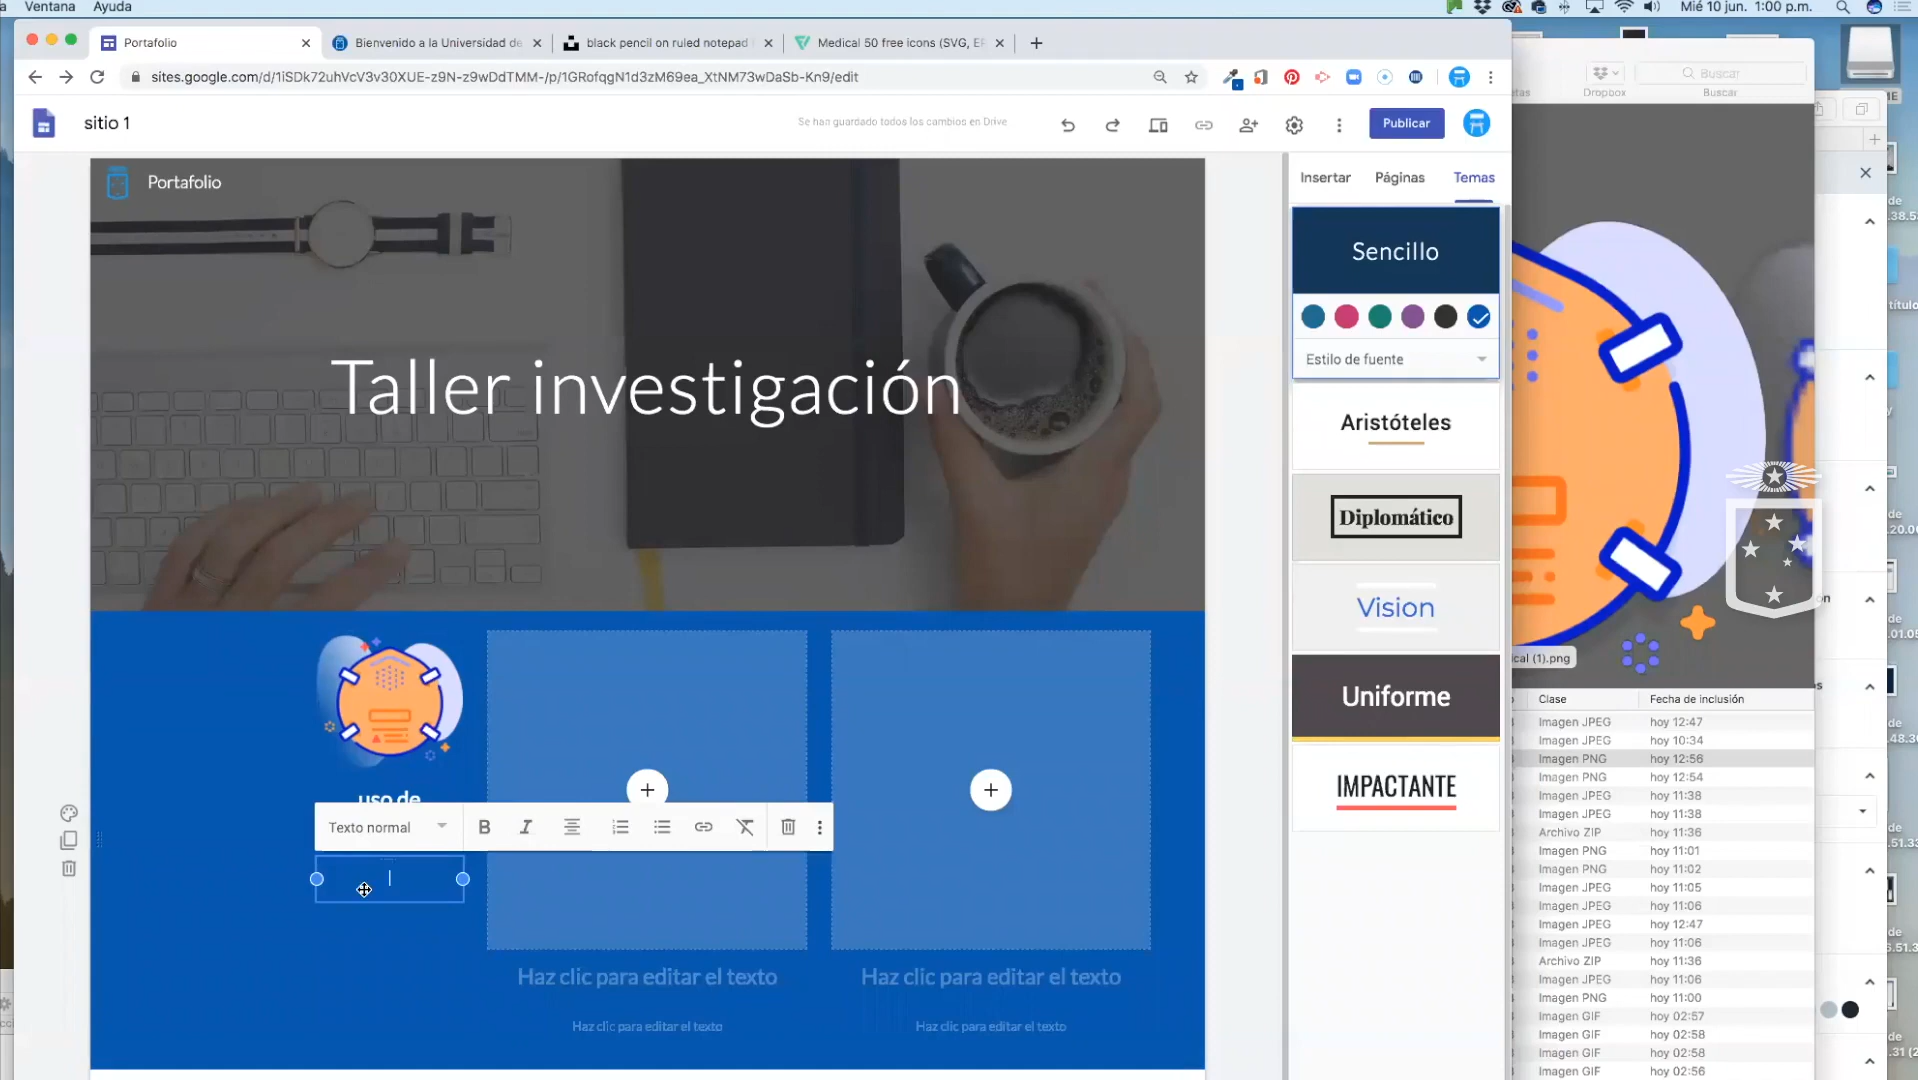 Ventana Ayuda
Mié 10 jun. 1:00 p.m.
Portafolio
Bienvenido a la Universidad de
black pencil on ruled notepad
Medical 50 free icons (SVG, EP
sites.google.com/d/1iSDk72uhVcV3v30XUE-z9N-z9wDdTMM-/p/1GRofqgN1d3zM69ea_XtNM73wDaSb-Kn9/edit
sitio 1
Se han guardado todos los cambios en Drive
Publicar
Buscar
Dropbox
Buscar
Portafolio
Taller investigación
Insertar
Páginas
Temas
Sencillo
Estilo de fuente
Aristóteles
Diplomático
Vision
Uniforme
IMPACTANTE
uso de
Texto normal
Haz clic para editar el texto
Haz clic para editar el texto
Haz clic para editar el texto
Haz clic para editar el texto
ical (1).png
Clase Fecha de inclusión
Imagen JPEG hoy 12:47
Imagen JPEG hoy 10:34
Imagen PNG hoy 12:56
Imagen PNG hoy 12:54
Imagen JPEG hoy 11:38
Imagen JPEG hoy 11:38
Archivo ZIP hoy 11:36
Imagen PNG hoy 11:01
Imagen PNG hoy 11:02
Imagen JPEG hoy 11:05
Imagen JPEG hoy 11:06
Imagen JPEG hoy 12:47
Imagen JPEG hoy 11:06
Archivo ZIP hoy 11:36
Imagen JPEG hoy 11:06
Imagen PNG hoy 11:00
Imagen GIF hoy 02:57
Imagen GIF hoy 02:58
Imagen GIF hoy 02:58
Imagen JPEG hoy 02:56